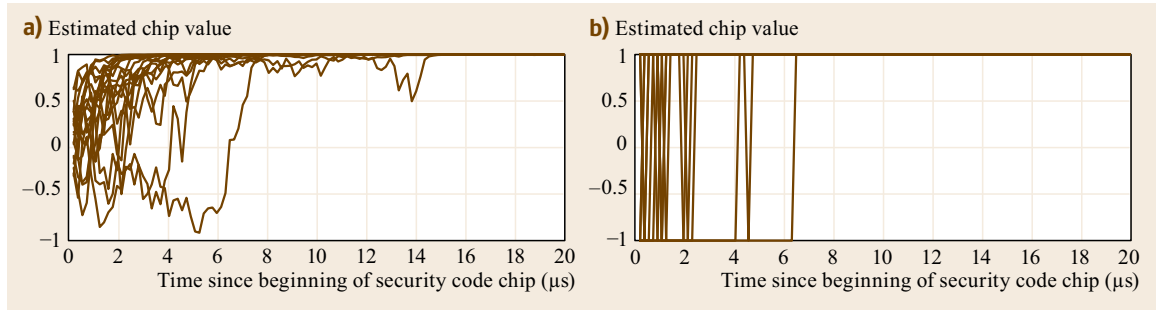 a) Estimated chip value
1
0.5
0
−0.5
−1
0 2 4 6 8 10 12 14 16 18 20
Time since beginning of security code chip (µs)
b) Estimated chip value
1
0.5
0
−0.5
−1
0 2 4 6 8 10 12 14 16 18 20
Time since beginning of security code chip (µs)